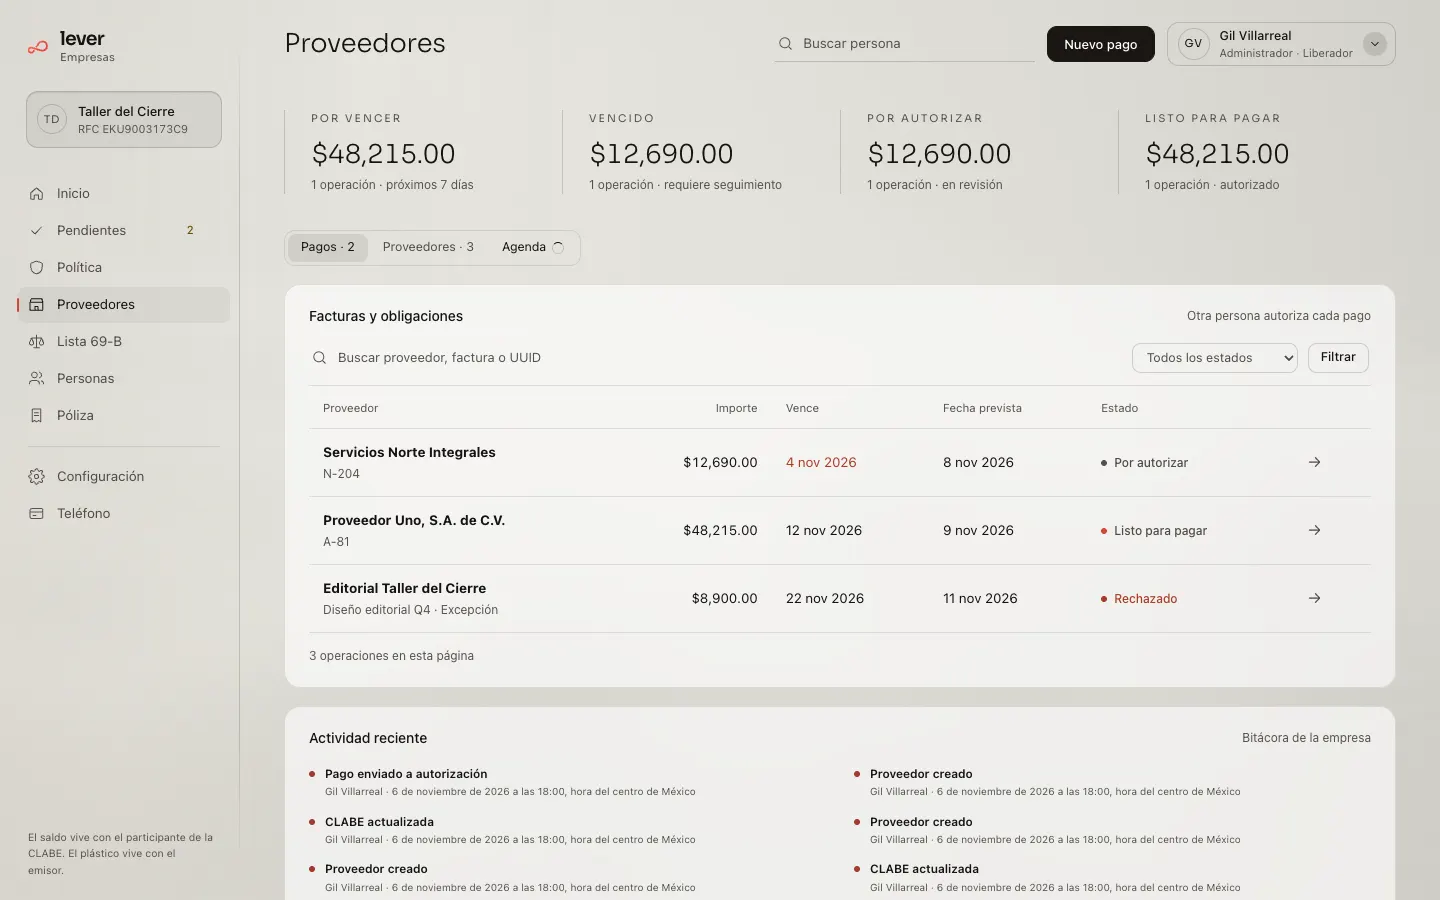 lever
Empresas
TD
Taller del Cierre
RFC EKU9003173C9
Inicio
Pendientes 2
Política
Proveedores
Lista 69-B
Personas
Póliza
Configuración
Teléfono
El saldo vive con el participante de la
CLABE. El plástico vive con el
emisor.
Proveedores
Buscar persona
Nuevo pago
GV
Gil Villarreal
Administrador · Liberador
POR VENCER
$48,215.00
1 operación · próximos 7 días
VENCIDO
$12,690.00
1 operación · requiere seguimiento
POR AUTORIZAR
$12,690.00
1 operación · en revisión
LISTO PARA PAGAR
$48,215.00
1 operación · autorizado
Pagos · 2 Proveedores · 3 Agenda
Facturas y obligaciones
Otra persona autoriza cada pago
Buscar proveedor, factura o UUID
Todos los estados
Filtrar
Proveedor Importe Vence Fecha prevista Estado
Servicios Norte Integrales
N-204
$12,690.00 4 nov 2026 8 nov 2026 Por autorizar
Proveedor Uno, S.A. de C.V.
A-81
$48,215.00 12 nov 2026 9 nov 2026 Listo para pagar
Editorial Taller del Cierre
Diseño editorial Q4 · Excepción
$8,900.00 22 nov 2026 11 nov 2026 Rechazado
3 operaciones en esta página
Actividad reciente
Bitácora de la empresa
Pago enviado a autorización
Gil Villarreal · 6 de noviembre de 2026 a las 18:00, hora del centro de México
Proveedor creado
Gil Villarreal · 6 de noviembre de 2026 a las 18:00, hora del centro de México
CLABE actualizada
Gil Villarreal · 6 de noviembre de 2026 a las 18:00, hora del centro de México
Proveedor creado
Gil Villarreal · 6 de noviembre de 2026 a las 18:00, hora del centro de México
Proveedor creado
Gil Villarreal · 6 de noviembre de 2026 a las 18:00, hora del centro de México
CLABE actualizada
Gil Villarreal · 6 de noviembre de 2026 a las 18:00, hora del centro de México